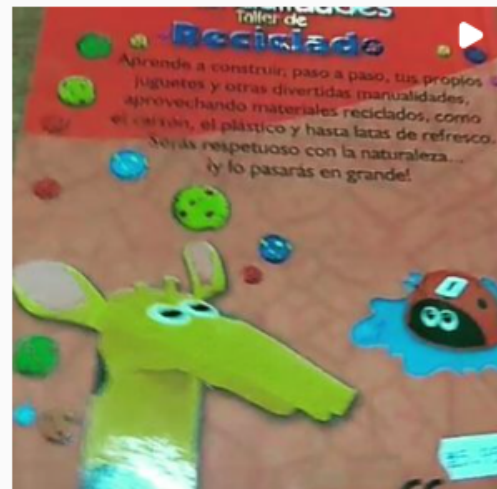 Taller de
Reciclado
Aprende a construir, paso a paso, tus propios
juguetes y otras divertidas manualidades,
aprovechando materiales reciclados, como
el cartón, el plástico y hasta latas de refresco.
Serás respetuoso con la naturaleza...
¡y lo pasarás en grande!